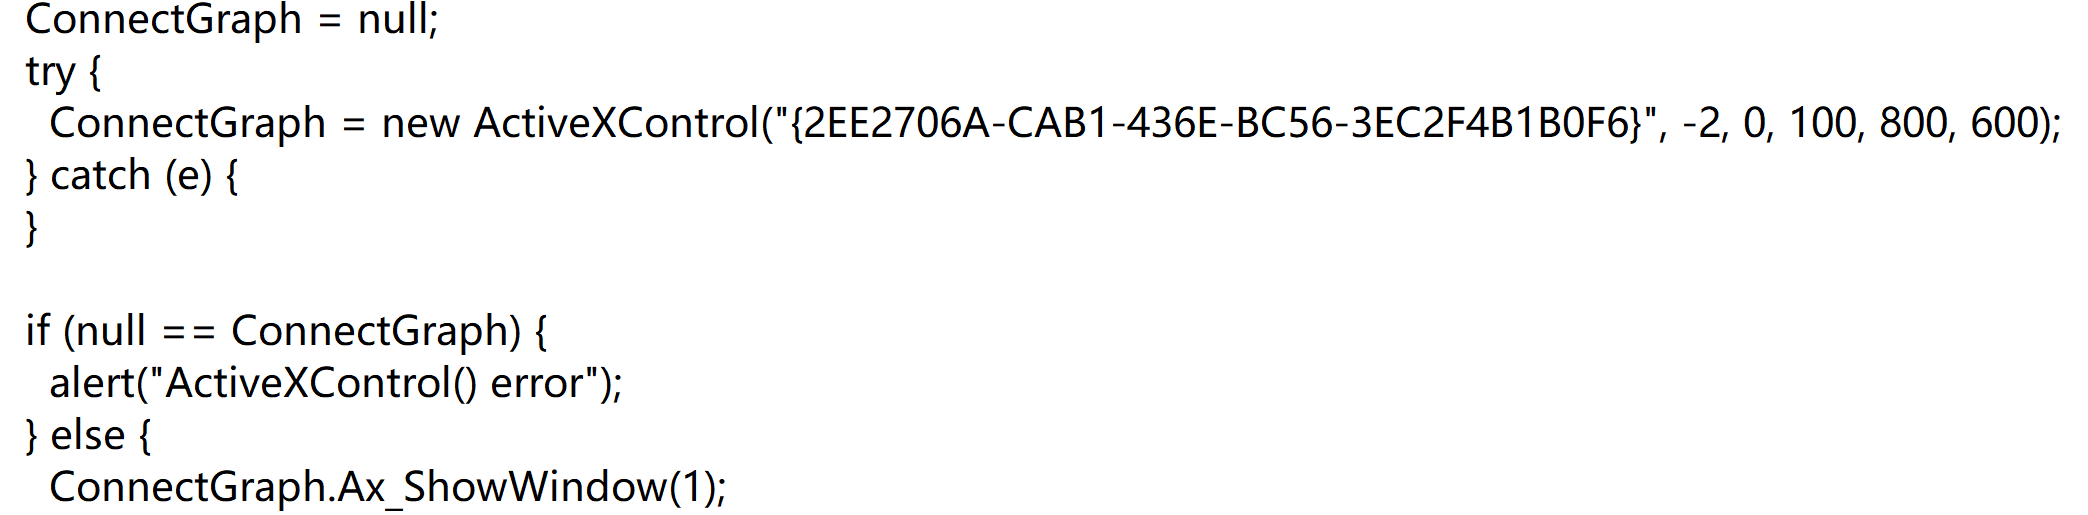 ConnectGraph = null;
try {
  ConnectGraph = new ActiveXControl("{2EE2706A-CAB1-436E-BC56-3EC2F4B1B0F6}", -2, 0, 100, 800, 600);
} catch (e) {
}

if (null == ConnectGraph) {
  alert("ActiveXControl() error");
} else {
  ConnectGraph.Ax_ShowWindow(1);